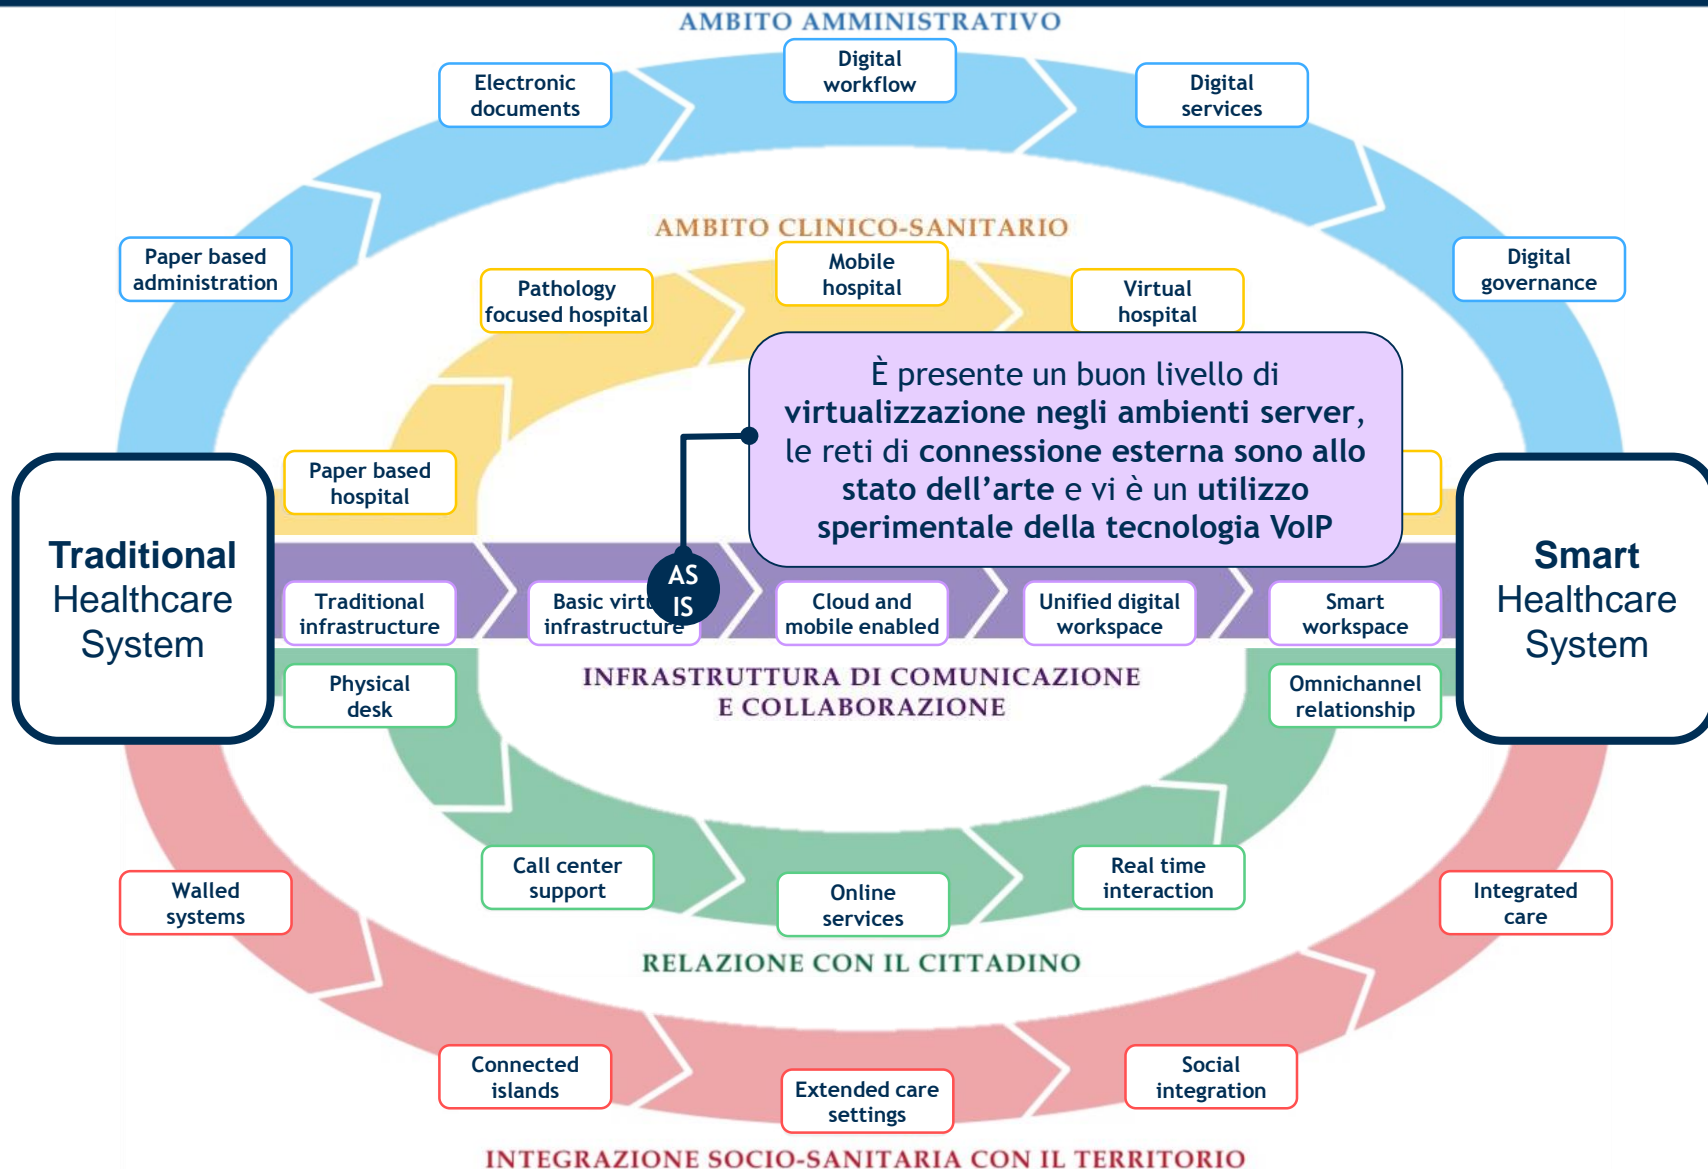 AMBITO AMMINISTRATIVO
Electronic
documents
Digital
workflow
Digital
services
Paper based
administration
Digital
governance
AMBITO CLINICO-SANITARIO
Pathology
focused hospital
Mobile
hospital
Virtual
hospital
Paper based
hospital
È presente un buon livello di
virtualizzazione negli ambienti server,
le reti di connessione esterna sono allo
stato dell’arte e vi è un utilizzo
sperimentale della tecnologia VoIP
Traditional
Healthcare
System
Smart
Healthcare
System
AS
IS
Traditional
infrastructure
Basic
infrastructure
Cloud and
mobile enabled
Unified digital
workspace
Smart
workspace
INFRASTRUTTURA DI COMUNICAZIONE
E COLLABORAZIONE
Physical
desk
Omnichannel
relationship
Call center
support
Online
services
Real time
interaction
RELAZIONE CON IL CITTADINO
Walled
systems
Integrated
care
Connected
islands
Extended care
settings
Social
integration
INTEGRAZIONE SOCIO-SANITARIA CON IL TERRITORIO